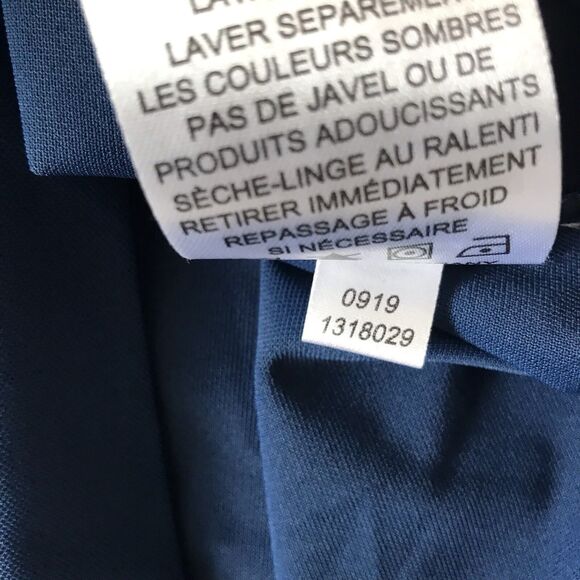 LAVER SÉPARÉMENT
LES COULEURS SOMBRES
PAS DE JAVEL OU DE
PRODUITS ADOUCISSANTS
SÈCHE-LINGE AU RALENTI
RETIRER IMMÉDIATEMENT
REPASSAGE À FROID
SI NÉCESSAIRE
0919
1318029